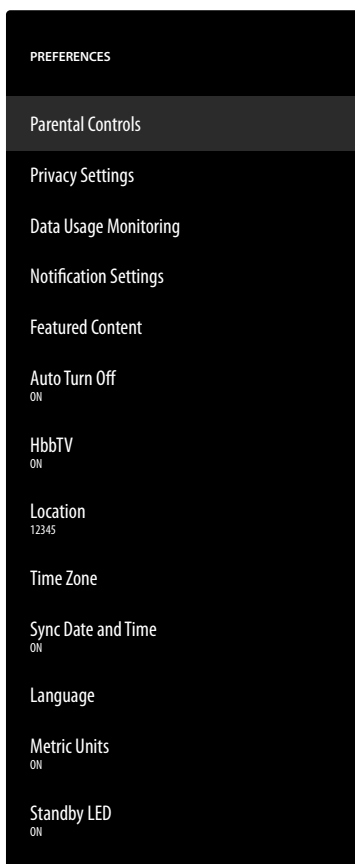 PREFERENCES
Parental Controls
Privacy Settings
Data Usage Monitoring
Notification Settings
Featured Content
Auto Turn Off
ON
HbbTV
ON
Location
12345
Time Zone
Sync Date and Time
ON
Language
Metric Units
ON
Standby LED
ON